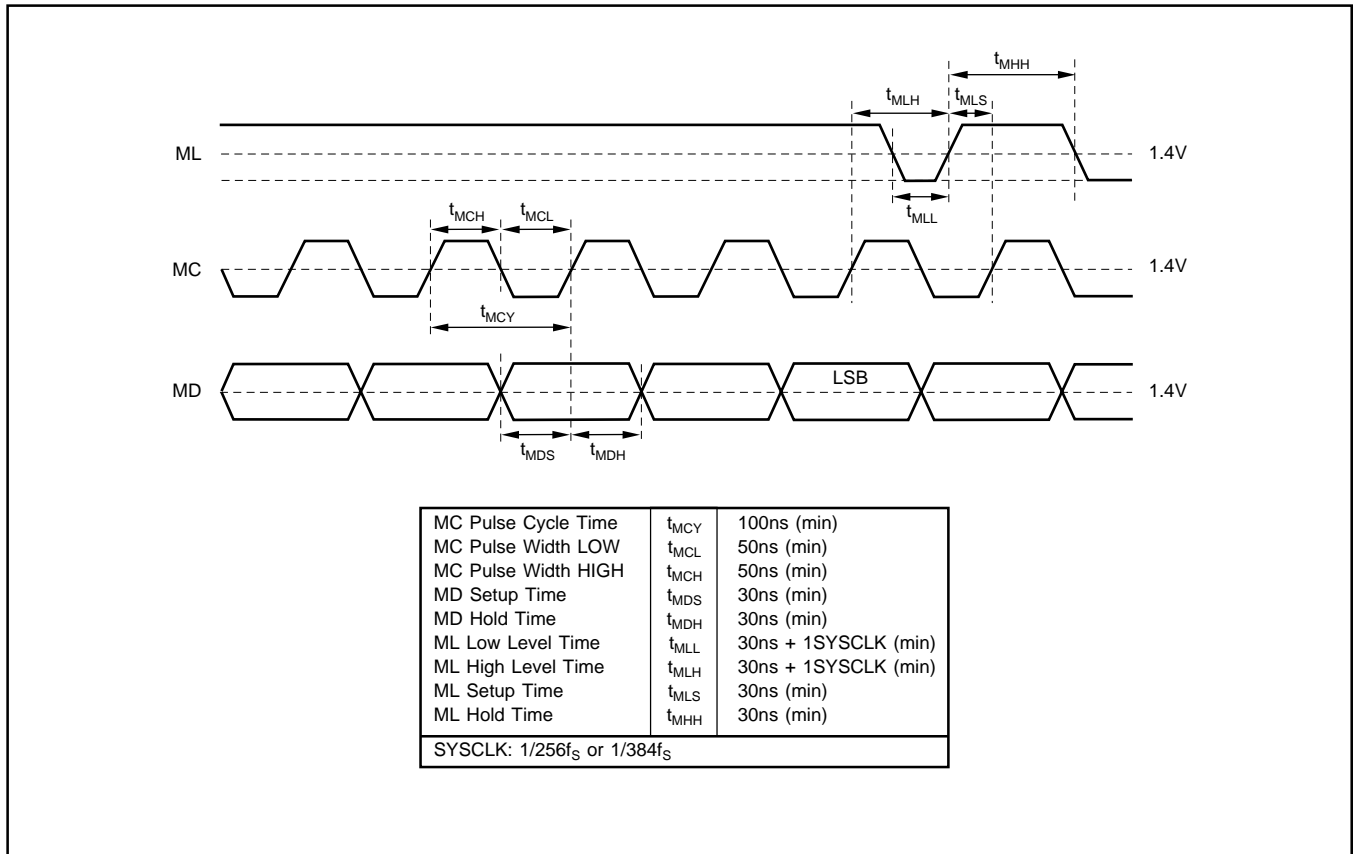 tMHH
tMLH tMLS
ML 1.4V
tMLL
tMCH tMCL
MC 1.4V
tMCY
LSB
MD 1.4V
tMDS tMDH
MC Pulse Cycle Time tMCY 100ns (min)
MC Pulse Width LOW tMCL 50ns (min)
MC Pulse Width HIGH tMCH 50ns (min)
MD Setup Time tMDS 30ns (min)
MD Hold Time tMDH 30ns (min)
ML Low Level Time tMLL 30ns + 1SYSCLK (min)
ML High Level Time tMLH 30ns + 1SYSCLK (min)
ML Setup Time tMLS 30ns (min)
ML Hold Time tMHH 30ns (min)
SYSCLK: 1/256fS or 1/384fS